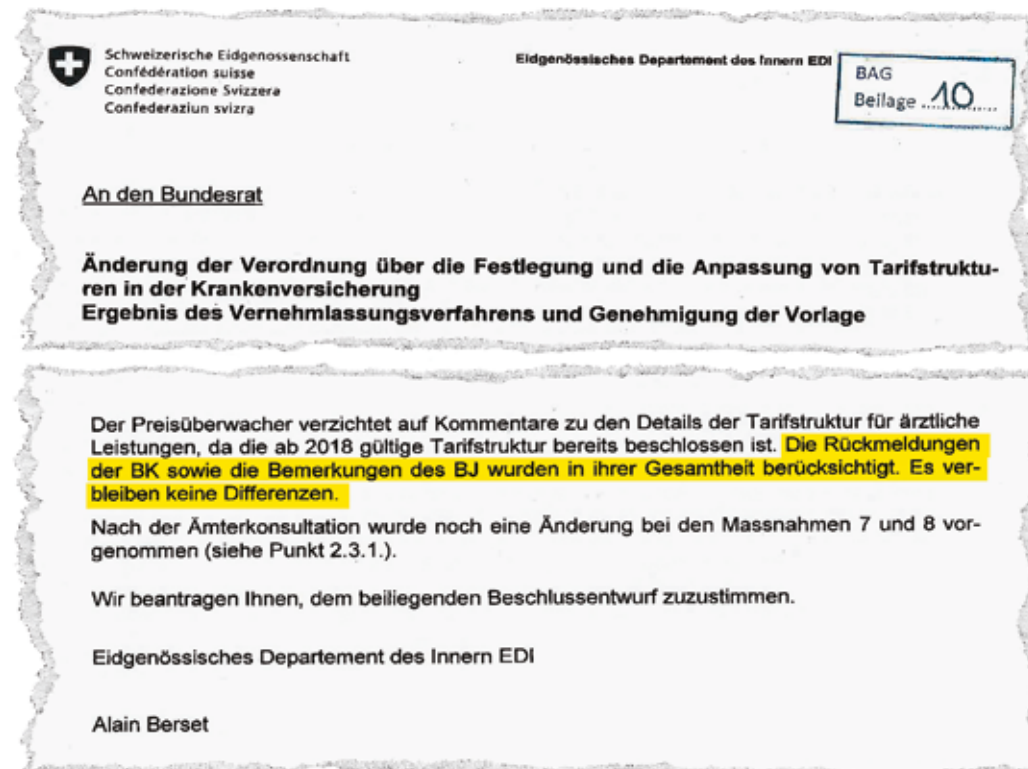 Schweizerische Eidgenossenschaft
Confédération suisse
Confederazione Svizzera
Confederaziun svizra
Eidgenössisches Departement des Innern EDI
BAG
Beilage ..10......
An den Bundesrat
Änderung der Verordnung über die Festlegung und die Anpassung von Tarifstruktu-
ren in der Krankenversicherung
Ergebnis des Vernehmlassungsverfahrens und Genehmigung der Vorlage
Der Preisüberwacher verzichtet auf Kommentare zu den Details der Tarifstruktur für ärztliche
Leistungen, da die ab 2018 gültige Tarifstruktur bereits beschlossen ist. Die Rückmeldungen
der BK sowie die Bemerkungen des BJ wurden in ihrer Gesamtheit berücksichtigt. Es ver-
bleiben keine Differenzen.
Nach der Ämterkonsultation wurde noch eine Änderung bei den Massnahmen 7 und 8 vor-
genommen (siehe Punkt 2.3.1.).
Wir beantragen Ihnen, dem beiliegenden Beschlussentwurf zuzustimmen.
Eidgenössisches Departement des Innern EDI
Alain Berset